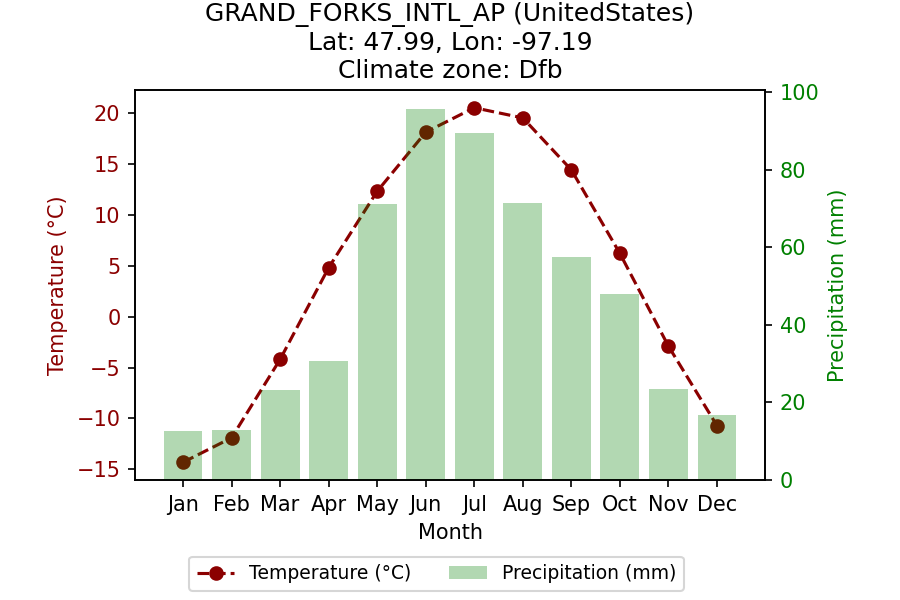 GRAND_FORKS_INTL_AP (UnitedStates)
Lat: 47.99, Lon: -97.19
Climate zone: Dfb
Temperature (°C)
20
15
10
5
0
−5
−10
−15
100
80
60
40
20
0
Precipitation (mm)
Jan Feb Mar Apr May Jun Jul Aug Sep Oct Nov Dec
Month
Temperature (°C) Precipitation (mm)